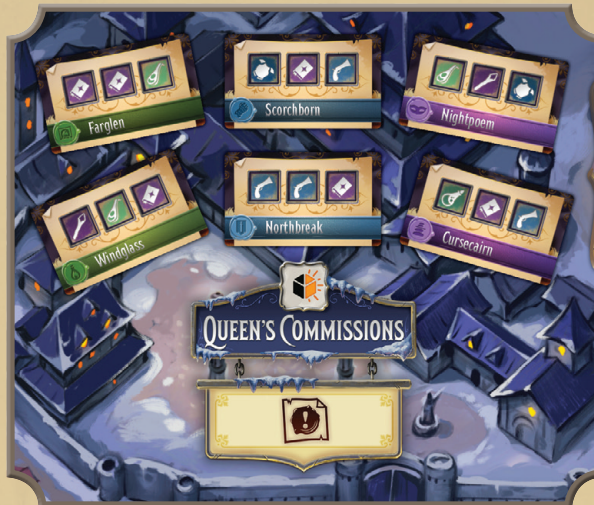 Farglen
Scorchborn
Nightpoem
Windglass
Northbreak
Cursecairn
QUEEN'S COMMISSIONS
!